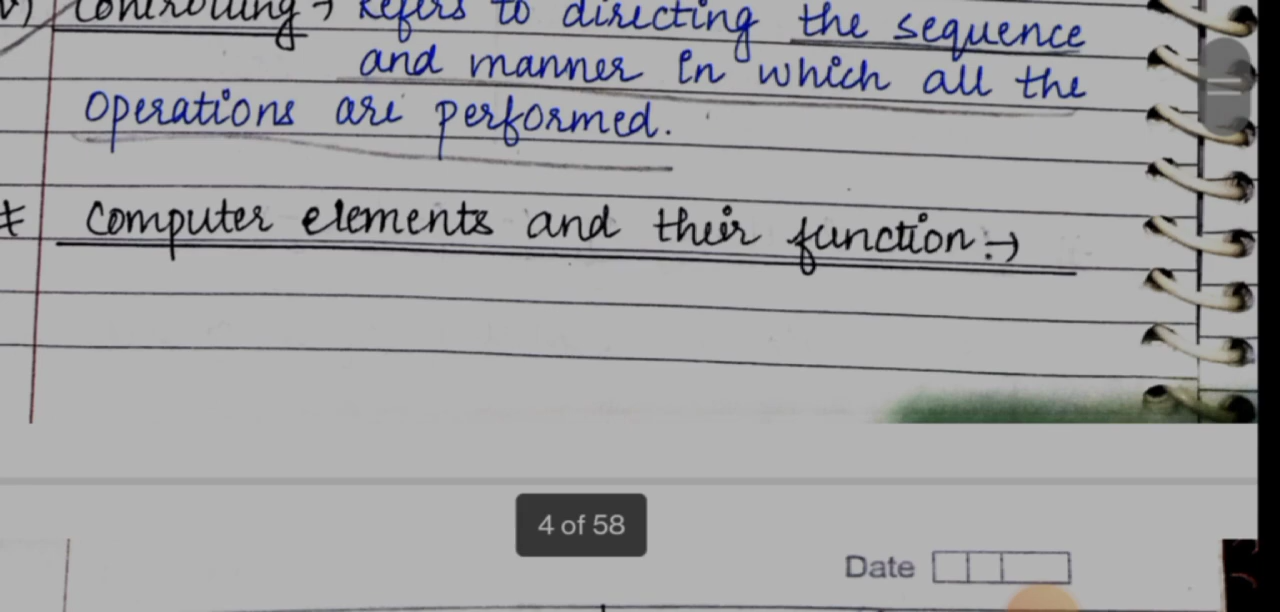 v) Controlling → Refers to directing the sequence
and manner in which all the
operations are performed.
# Computer elements and their function :→
4 of 58
Date